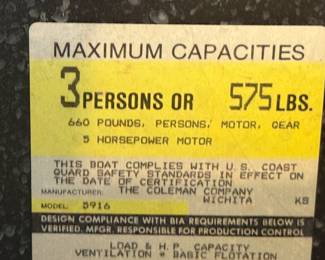 MAXIMUM CAPACITIES
3 PERSONS OR 575 LBS.
660 POUNDS, PERSONS, MOTOR, GEAR
5 HORSEPOWER MOTOR
THIS BOAT COMPLIES WITH U.S. COAST
GUARD SAFETY STANDARDS IN EFFECT ON
THE DATE OF CERTIFICATION
MANUFACTURER: THE COLEMAN COMPANY
WICHITA KS
MODEL: 5916
DESIGN COMPLIANCE WITH BIA REQUIREMENTS BELOW IS
VERIFIED. MFGR. RESPONSIBLE FOR PRODUCTION CONTROL
LOAD & H.P. CAPACITY
VENTILATION * BASIC FLOTATION